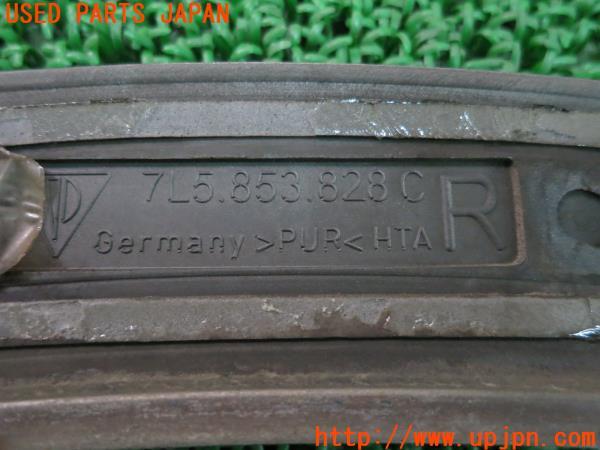 USED PARTS JAPAN
7L5.853.828 C
R
Germany >PUR< HTA
http://www.upjpn.com